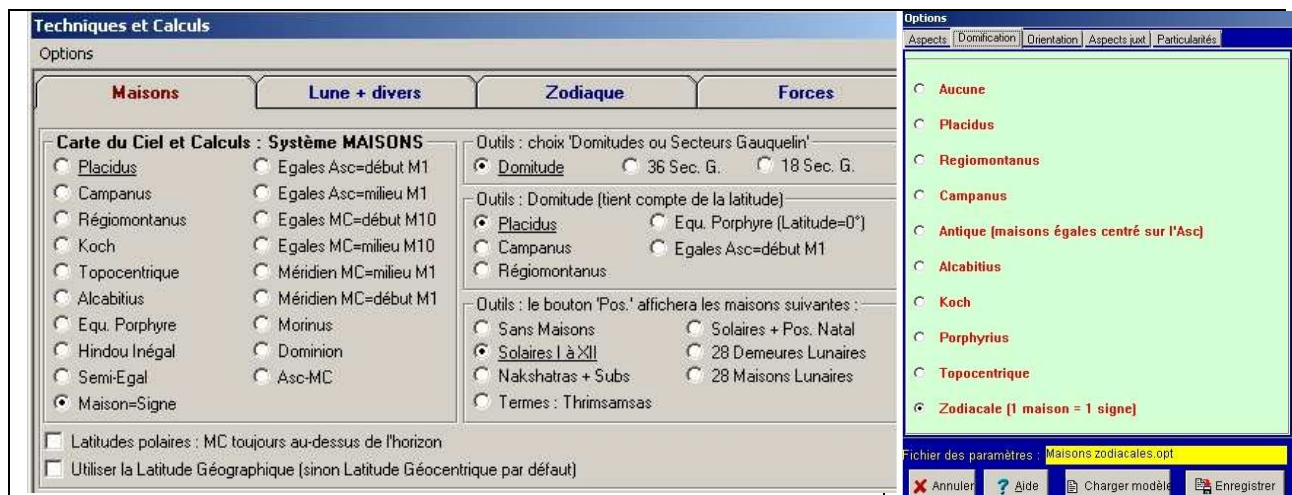 Techniques et Calculs
Options
Maisons
Lune + divers
Zodiaque
Forces
Carte du Ciel et Calculs : Système MAISONS
Placidus
Campanus
Régiomontanus
Koch
Topocentrique
Alcabitius
Equ. Porphyre
Hindou Inégal
Semi-Egal
Maison=Signe
Egales Asc=début M1
Egales Asc=milieu M1
Egales MC=début M10
Egales MC=milieu M10
Méridien MC=milieu M1
Méridien MC=début M1
Morinus
Dominion
Asc-MC
Outils : choix 'Domitudes ou Secteurs Gauquelin'
Domitude
36 Sec. G.
18 Sec. G.
Outils : Domitude (tient compte de la latitude)
Placidus
Campanus
Régiomontanus
Equ. Porphyre (Latitude=0°)
Egales Asc=début M1
Outils : le bouton 'Pos.' affichera les maisons suivantes :
Sans Maisons
Solaires I à XII
Nakshatras + Subs
Termes : Thrimsamsas
Solaires + Pos. Natal
28 Demeures Lunaires
28 Maisons Lunaires
Latitudes polaires : MC toujours au-dessus de l'horizon
Utiliser la Latitude Géographique (sinon Latitude Géocentrique par défaut)
Options
Aspects
Domification
Orientation
Aspects juxt
Particularités
Aucune
Placidus
Regiomontanus
Campanus
Antique (maisons égales centré sur l'Asc)
Alcabitius
Koch
Porphyrius
Topocentrique
Zodiacale (1 maison = 1 signe)
Fichier des paramètres : Maisons zodiacales.opt
Annuler
? Aide
Charger modèle
Enregistrer